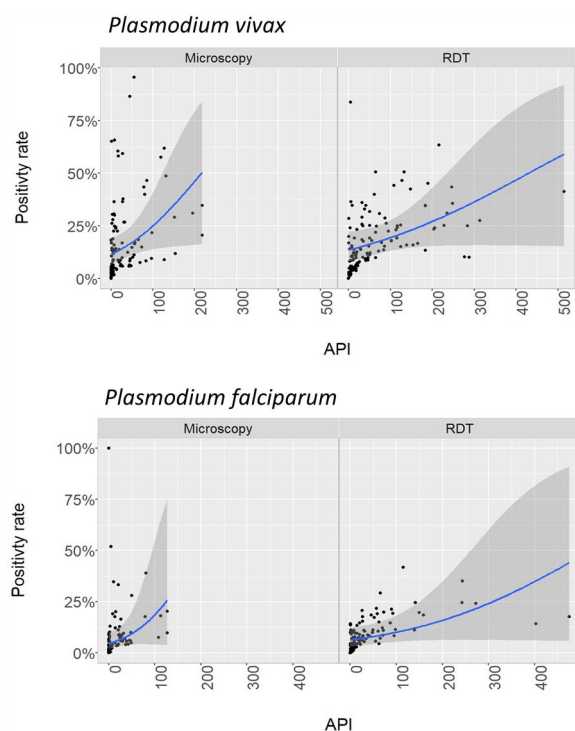 Plasmodium vivax
Microscopy RDT
100%
75%
50%
25%
0%
Positivty rate
0 100 200 300 400 500 0 100 200 300 400 500
API
Plasmodium falciparum
Microscopy RDT
100%
75%
50%
25%
0%
Positivty rate
0 100 200 300 400 0 100 200 300 400
API